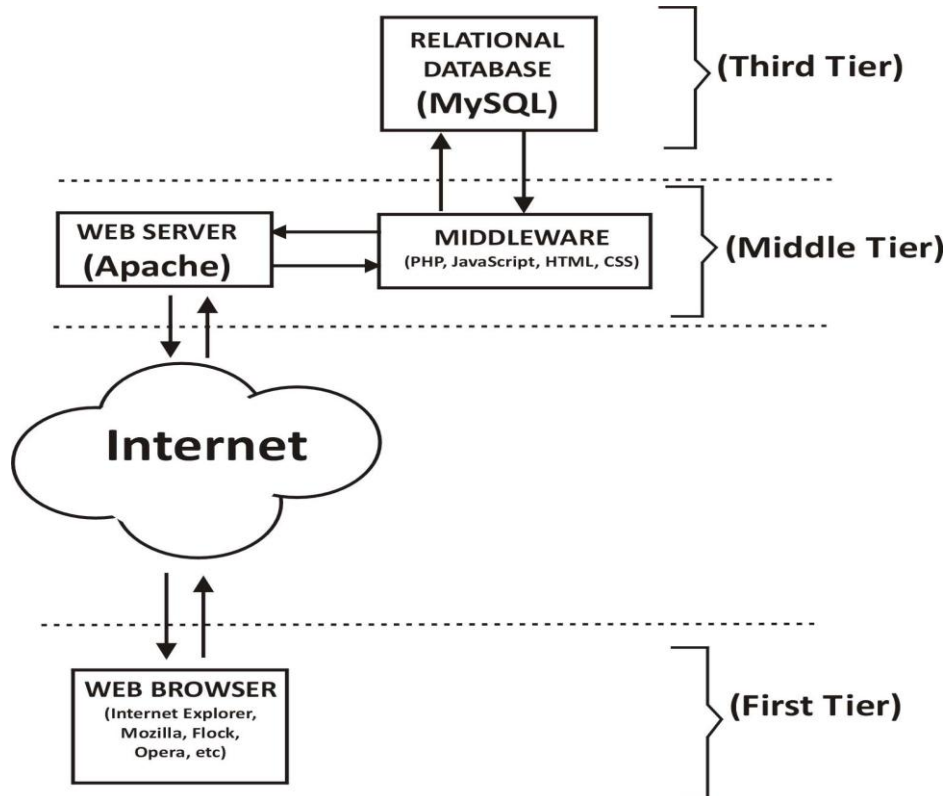 RELATIONAL
DATABASE
(MySQL)
(Third Tier)
WEB SERVER
(Apache)
MIDDLEWARE
(PHP, JavaScript, HTML, CSS)
(Middle Tier)
Internet
WEB BROWSER
(Internet Explorer,
Mozilla, Flock,
Opera, etc)
(First Tier)